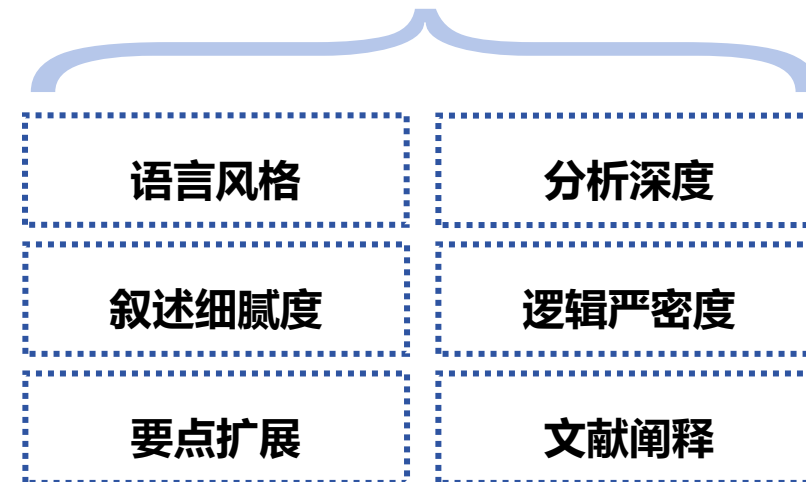 语言风格
分析深度
叙述细腻度
逻辑严密度
要点扩展
文献阐释